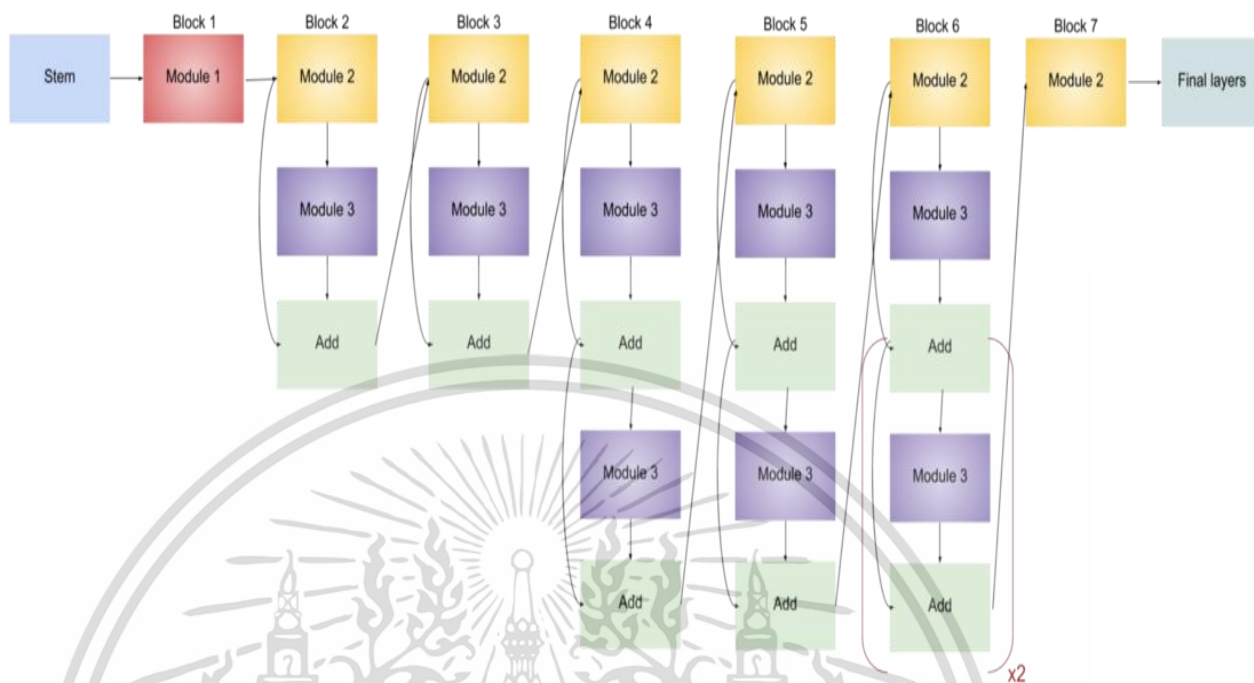 Block 1
Block 2
Block 3
Block 4
Block 5
Block 6
Block 7
Stem
Module 1
Module 2
Module 2
Module 2
Module 2
Module 2
Module 2
Final layers
Module 3
Module 3
Module 3
Module 3
Module 3
Add
Add
Add
Add
Add
Module 3
Module 3
Module 3
Add
Add
Add
x2